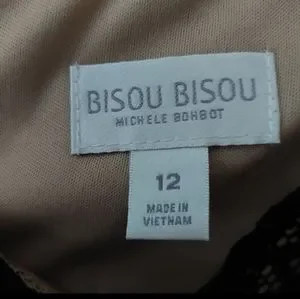 BISOU BISOU
MICHELE BOHBOT
12
MADE IN
VIETNAM